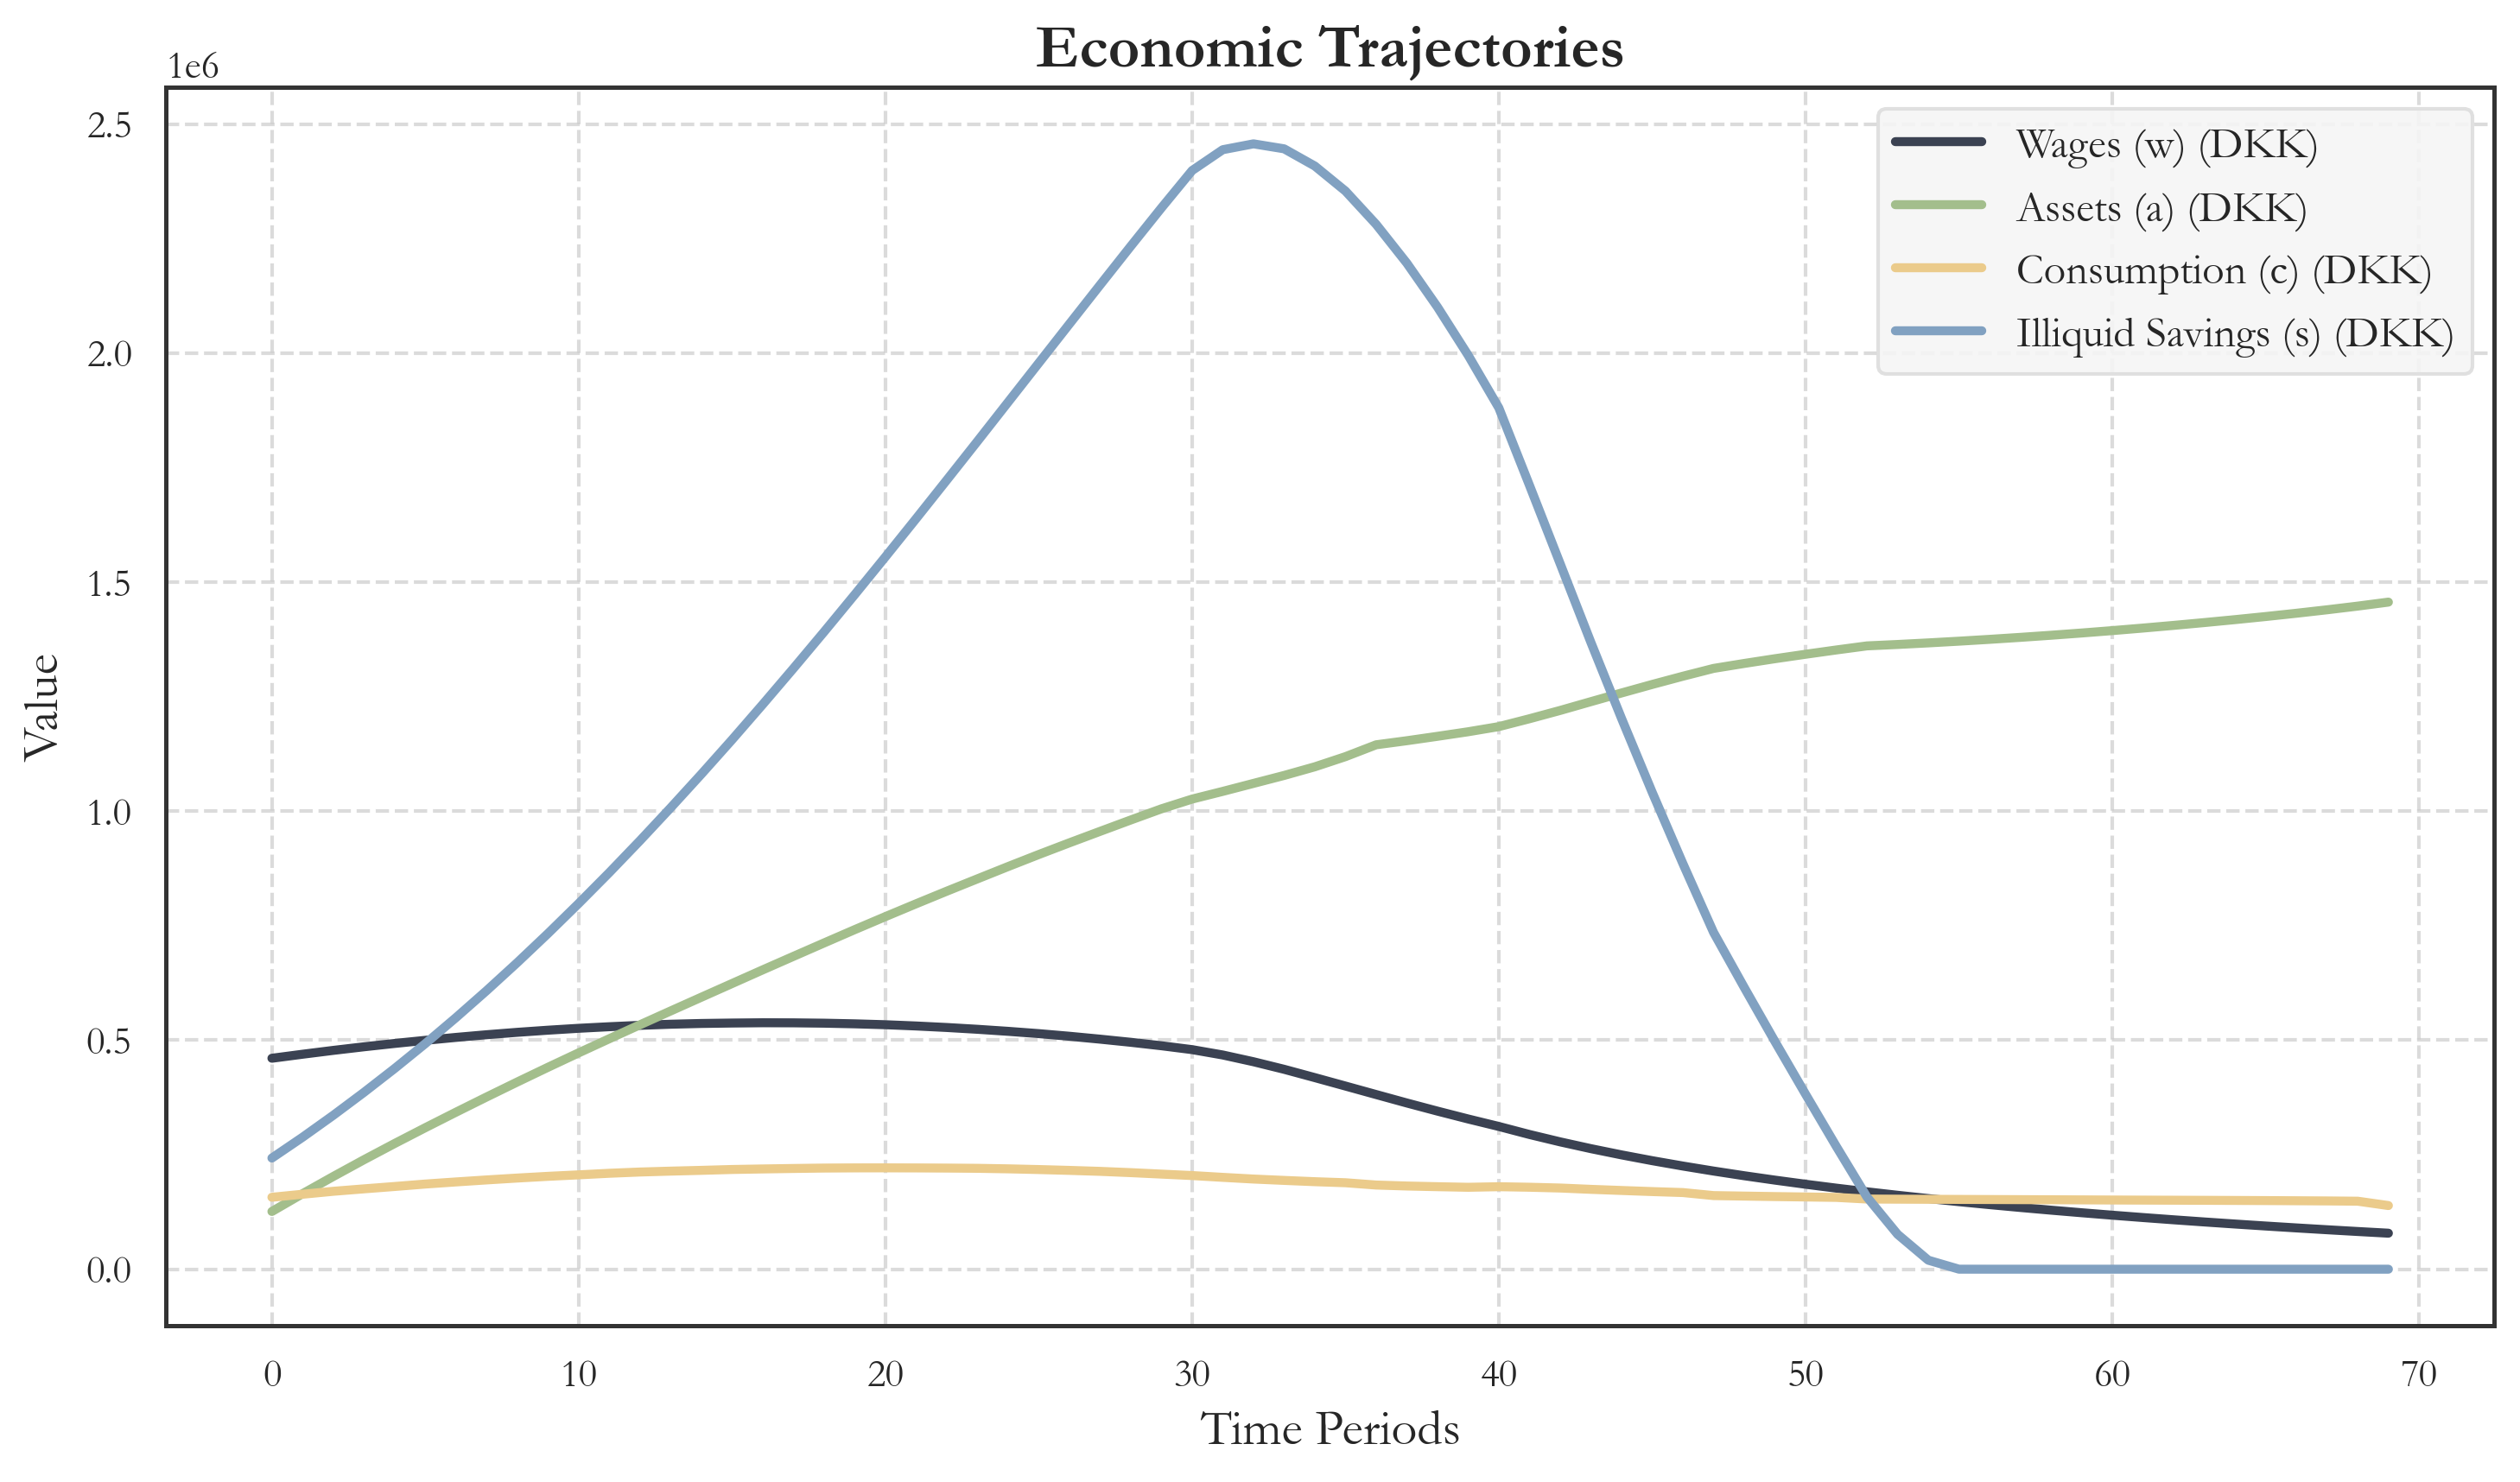 Economic Trajectories
1e6
2.5
2.0
1.5
1.0
0.5
0.0
Value
Wages (w) (DKK)
Assets (a) (DKK)
Consumption (c) (DKK)
Illiquid Savings (s) (DKK)
0 10 20 30 40 50 60 70
Time Periods